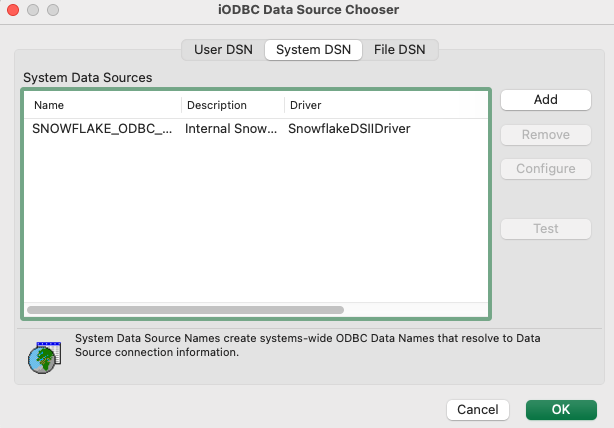 iODBC Data Source Chooser
User DSN System DSN File DSN
System Data Sources
Name Description Driver
SNOWFLAKE_ODBC_... Internal Snow... SnowflakeDSIIDriver
Add
Remove
Configure
Test
System Data Source Names create systems-wide ODBC Data Names that resolve to Data
Source connection information.
Cancel OK